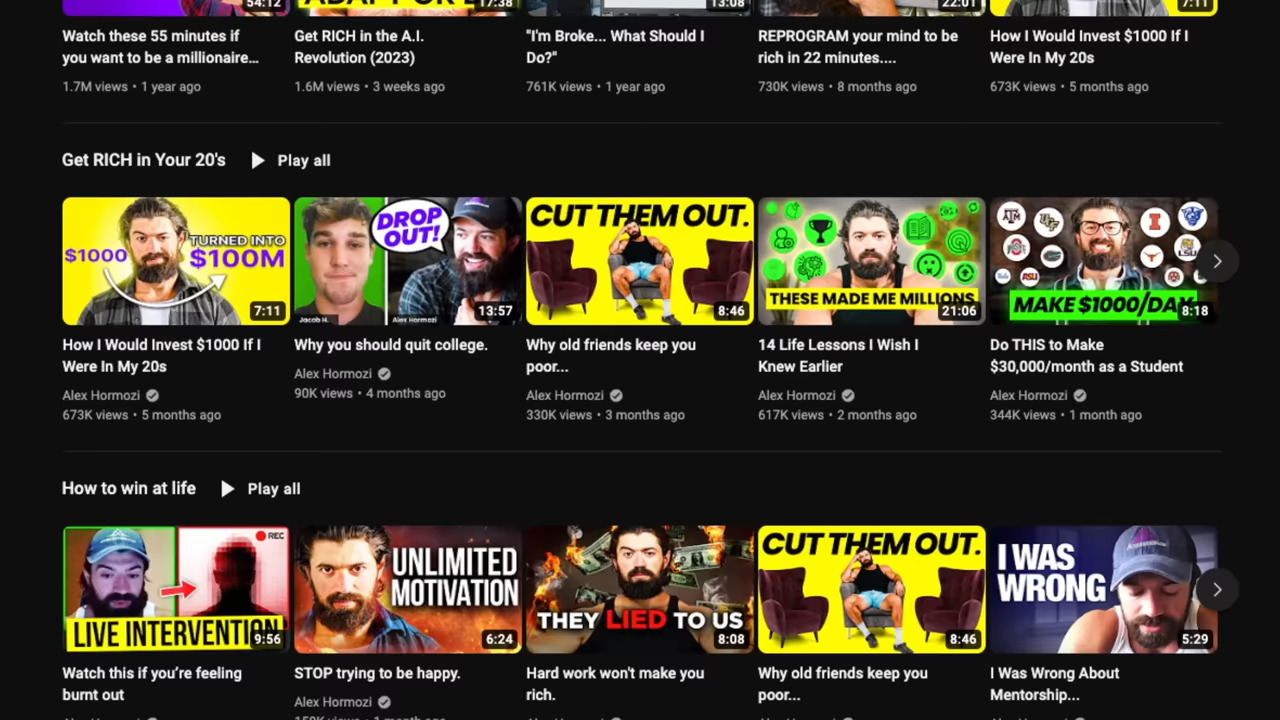 54:12
ADAPT OR
17:38
13:08
22:01
7:11
Watch these 55 minutes if
you want to be a millionaire…
1.7M views • 1 year ago
Get RICH in the A.I.
Revolution (2023)
1.6M views • 3 weeks ago
"I'm Broke... What Should I
Do?"
761K views • 1 year ago
REPROGRAM your mind to be
rich in 22 minutes....
730K views • 8 months ago
How I Would Invest $1000 If I
Were In My 20s
673K views • 5 months ago
Get RICH in Your 20's
Play all
$1000
TURNED INTO
$100M
7:11
DROP
OUT!
Jacob H.
Alex Hormozi
13:57
CUT THEM OUT.
8:46
THESE MADE ME MILLIONS
21:06
ATM
UCF
LSU
ASU
MAKE $1000/DAY
8:18
How I Would Invest $1000 If I
Were In My 20s
Alex Hormozi
673K views • 5 months ago
Why you should quit college.
Alex Hormozi
90K views • 4 months ago
Why old friends keep you
poor...
Alex Hormozi
330K views • 3 months ago
14 Life Lessons I Wish I
Knew Earlier
Alex Hormozi
617K views • 2 months ago
Do THIS to Make
$30,000/month as a Student
Alex Hormozi
344K views • 1 month ago
How to win at life
Play all
REC
LIVE INTERVENTION
9:56
UNLIMITED
MOTIVATION
6:24
THEY LIED TO US
8:08
CUT THEM OUT.
8:46
I WAS
WRONG
5:29
Watch this if you’re feeling
burnt out
STOP trying to be happy.
Alex Hormozi
Hard work won't make you
rich.
Why old friends keep you
poor...
I Was Wrong About
Mentorship...